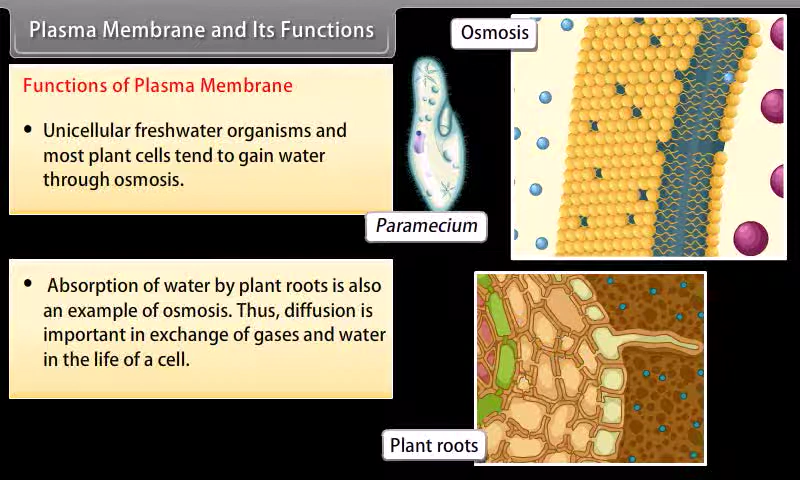 Plasma Membrane and Its Functions
Osmosis
Functions of Plasma Membrane
• Unicellular freshwater organisms and
most plant cells tend to gain water
through osmosis.
Paramecium
• Absorption of water by plant roots is also
an example of osmosis. Thus, diffusion is
important in exchange of gases and water
in the life of a cell.
Plant roots